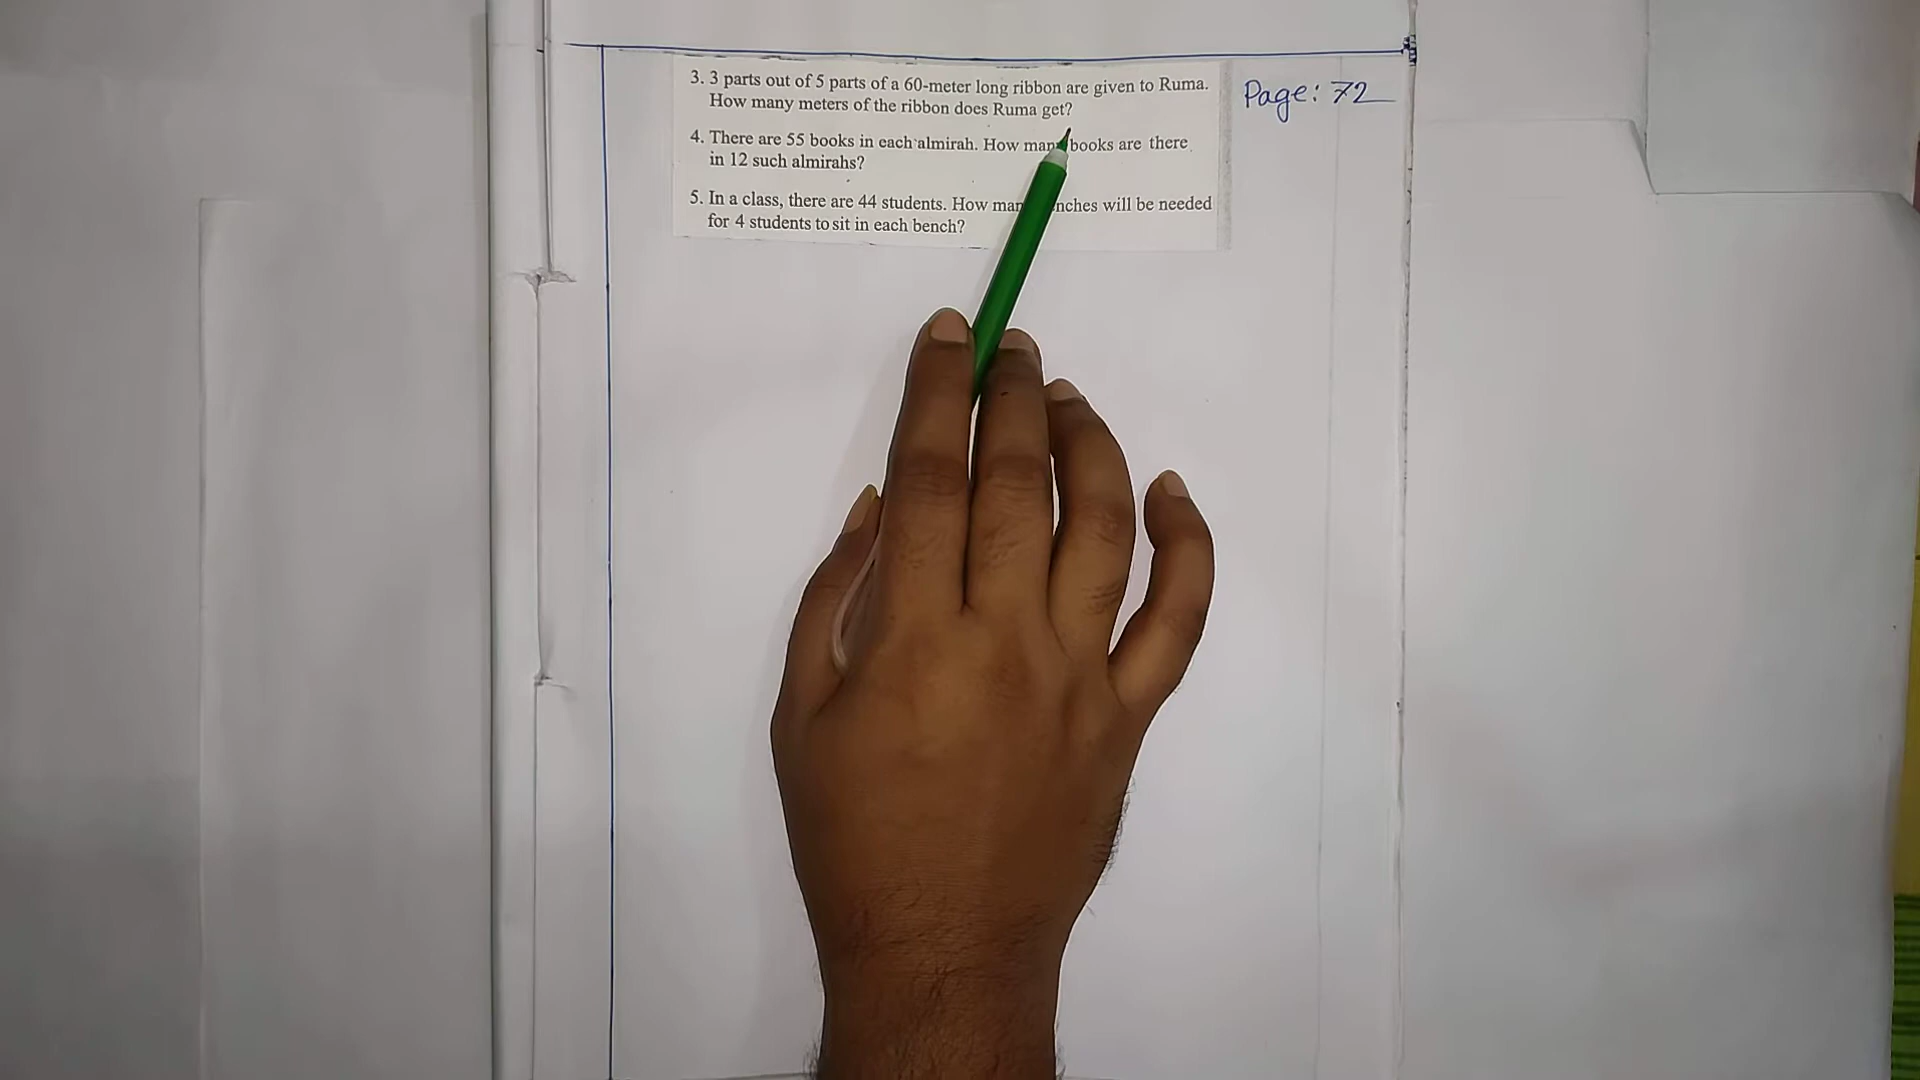 3. 3 parts out of 5 parts of a 60-meter long ribbon are given to Ruma.
How many meters of the ribbon does Ruma get?
4. There are 55 books in each almirah. How many books are there
in 12 such almirahs?
5. In a class, there are 44 students. How will be needed
for 4 students to sit in each bench?
Page: 72